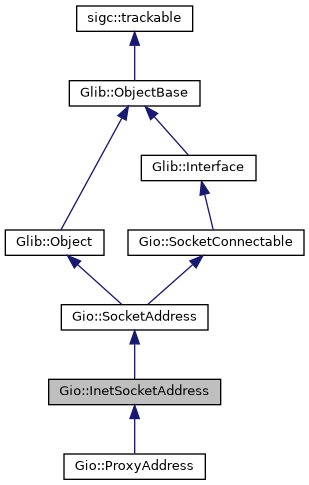 sigc::trackable
Glib::ObjectBase
Glib::Interface
Glib::Object
Gio::SocketConnectable
Gio::SocketAddress
Gio::InetSocketAddress
Gio::ProxyAddress